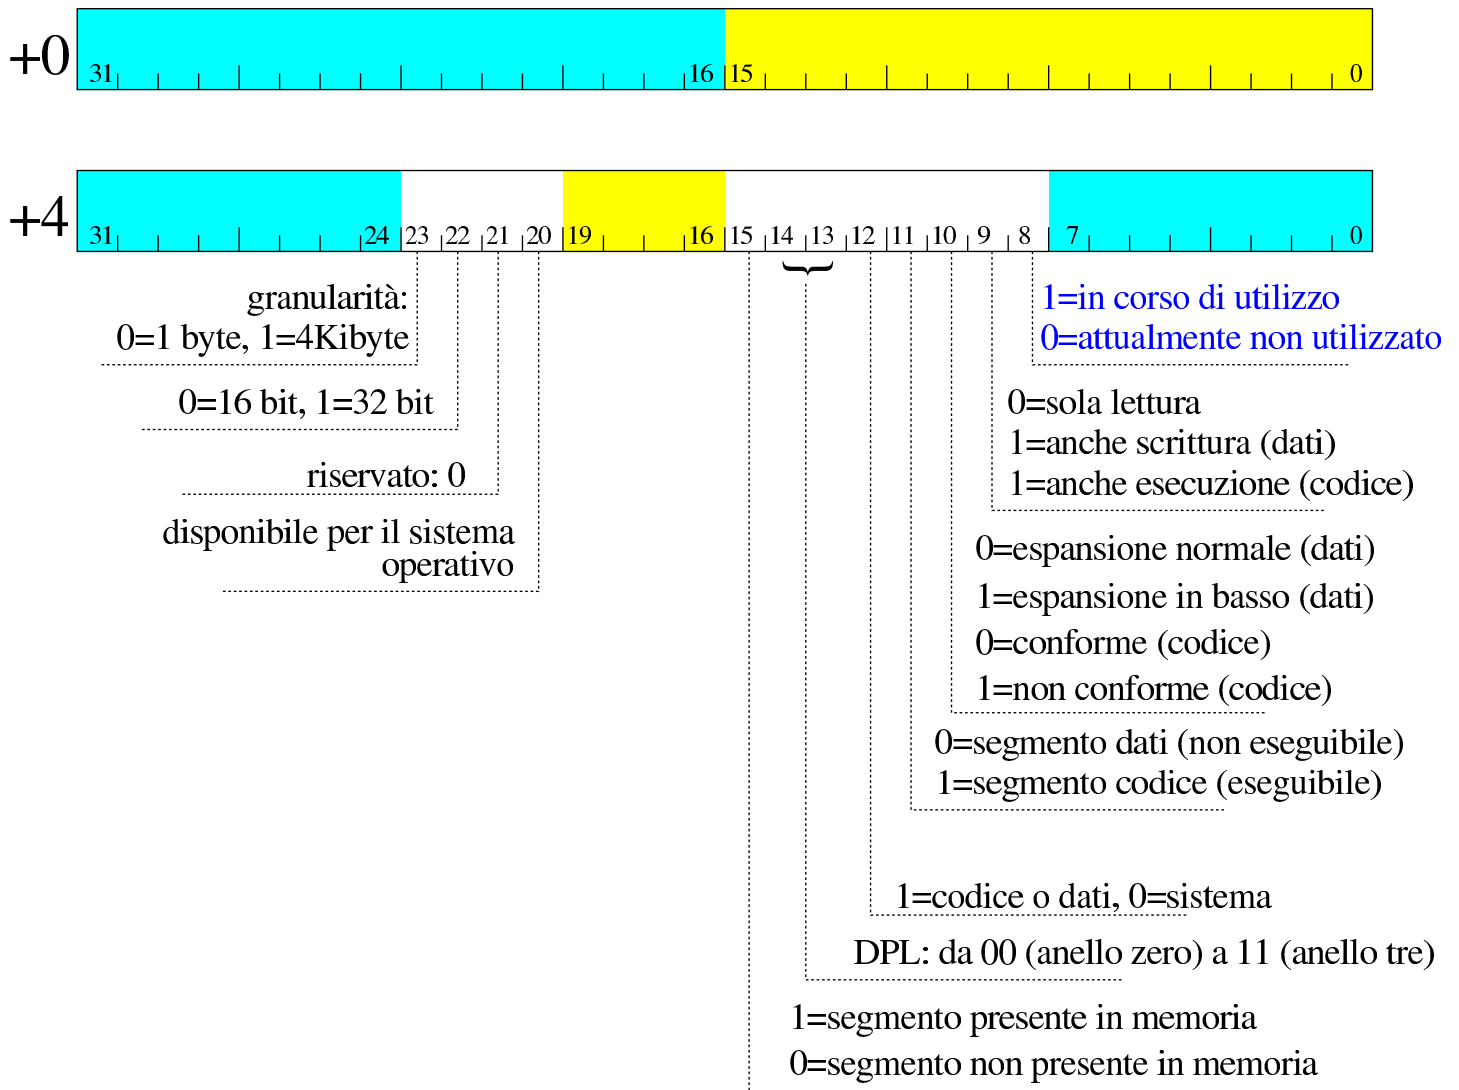 +0
31 16 15 0
+4
31 24 23 22 21 20 19 16 15 14 13 12 11 10 9 8 7 0
granularità:
0=1 byte, 1=4Kibyte
0=16 bit, 1=32 bit
riservato: 0
disponibile per il sistema
operativo
1=in corso di utilizzo
0=attualmente non utilizzato
0=sola lettura
1=anche scrittura (dati)
1=anche esecuzione (codice)
0=espansione normale (dati)
1=espansione in basso (dati)
0=conforme (codice)
1=non conforme (codice)
0=segmento dati (non eseguibile)
1=segmento codice (eseguibile)
1=codice o dati, 0=sistema
DPL: da 00 (anello zero) a 11 (anello tre)
1=segmento presente in memoria
0=segmento non presente in memoria